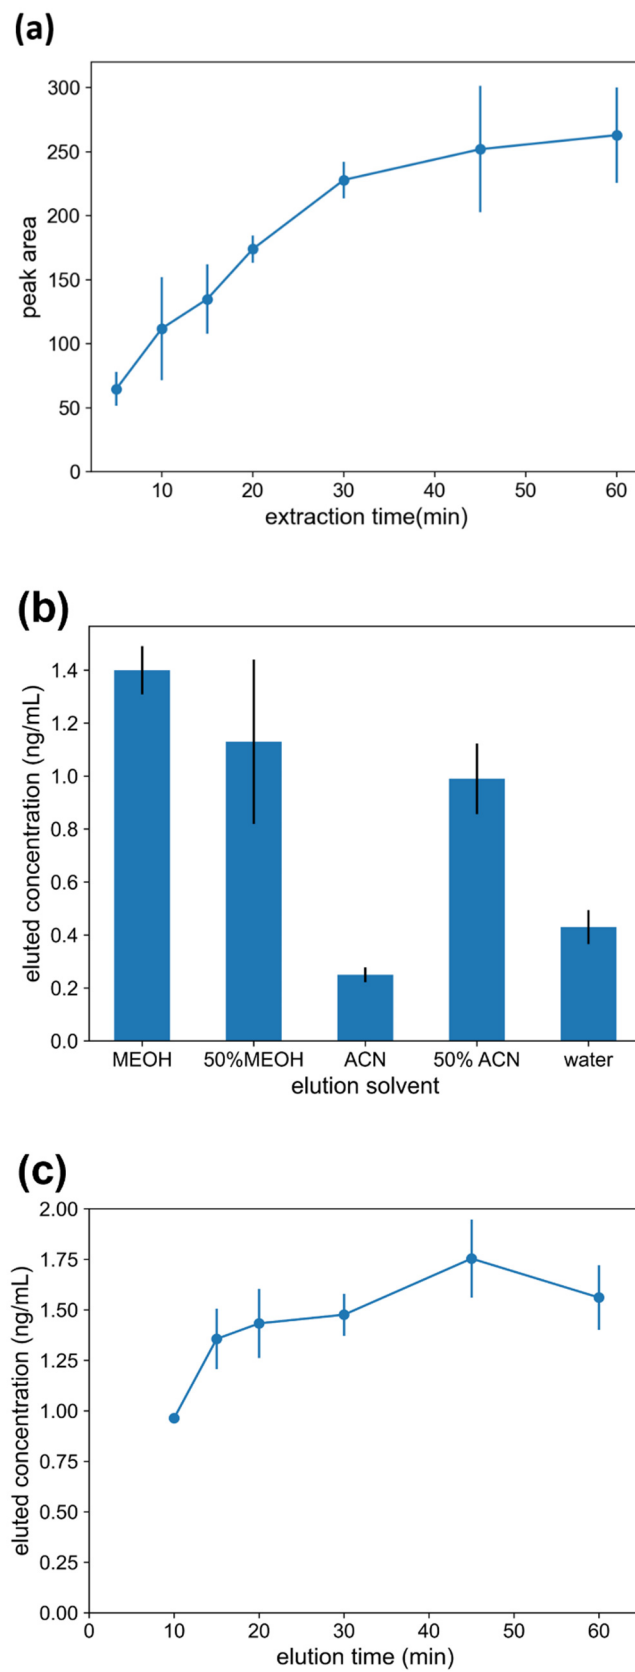 (a)
300
250
200
150
100
50
0
peak area
10 20 30 40 50 60
extraction time(min)
(b)
1.4
1.2
1.0
0.8
0.6
0.4
0.2
0.0
eluted concentration (ng/mL)
MEOH 50%MEOH ACN 50% ACN water
elution solvent
(c)
2.00
1.75
1.50
1.25
1.00
0.75
0.50
0.25
0.00
eluted concentration (ng/mL)
0 10 20 30 40 50 60
elution time (min)